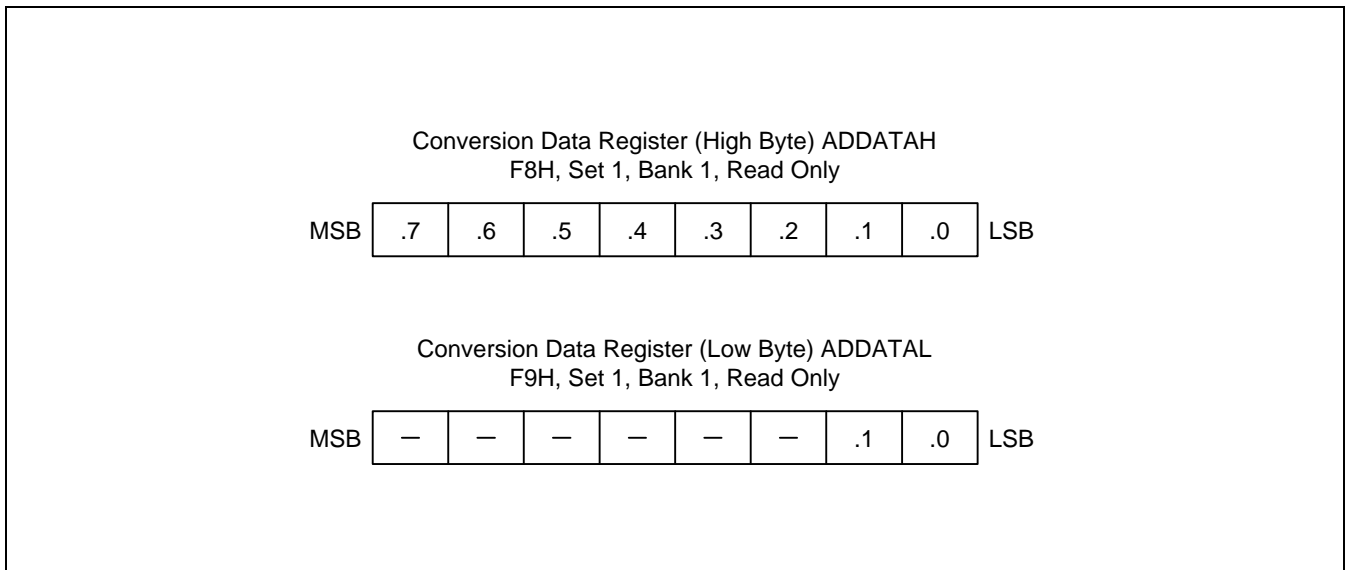 Conversion Data Register (High Byte) ADDATAH
F8H, Set 1, Bank 1, Read Only
MSB .7 .6 .5 .4 .3 .2 .1 .0 LSB
Conversion Data Register (Low Byte) ADDATAL
F9H, Set 1, Bank 1, Read Only
MSB – – – – – – .1 .0 LSB